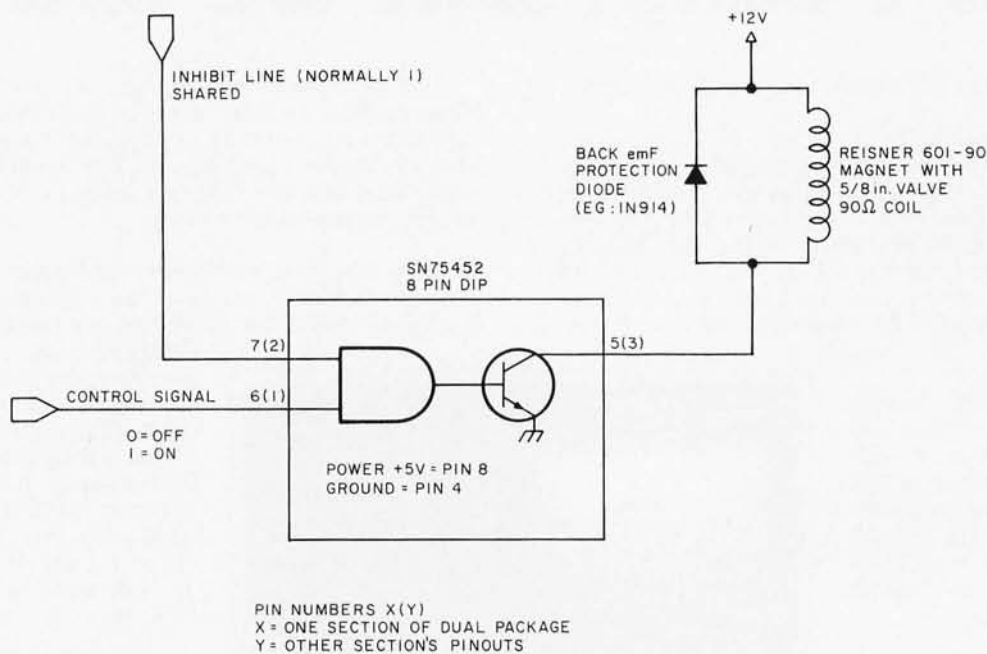 +12V
INHIBIT LINE (NORMALLY 1)
SHARED
BACK emF
PROTECTION
DIODE
(EG: IN914)
REISNER 601-90
MAGNET WITH
5/8 in. VALVE
90Ω COIL
SN75452
8 PIN DIP
7(2)
5(3)
CONTROL SIGNAL
6(1)
0 = OFF
1 = ON
POWER +5V = PIN 8
GROUND = PIN 4
PIN NUMBERS X(Y)
X = ONE SECTION OF DUAL PACKAGE
Y = OTHER SECTION'S PINOUTS